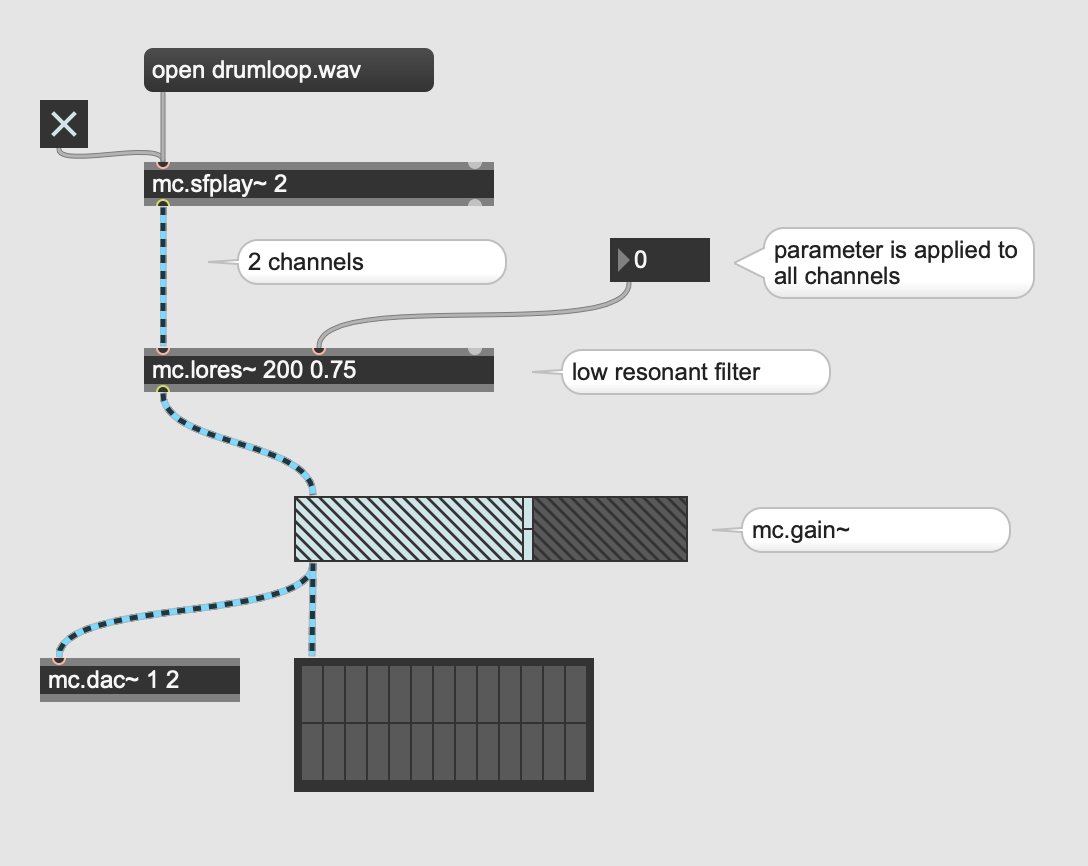 open drumloop.wav
mc.sfplay~ 2
2 channels
0
parameter is applied to
all channels
mc.lores~ 200 0.75
low resonant filter
mc.gain~
mc.dac~ 1 2